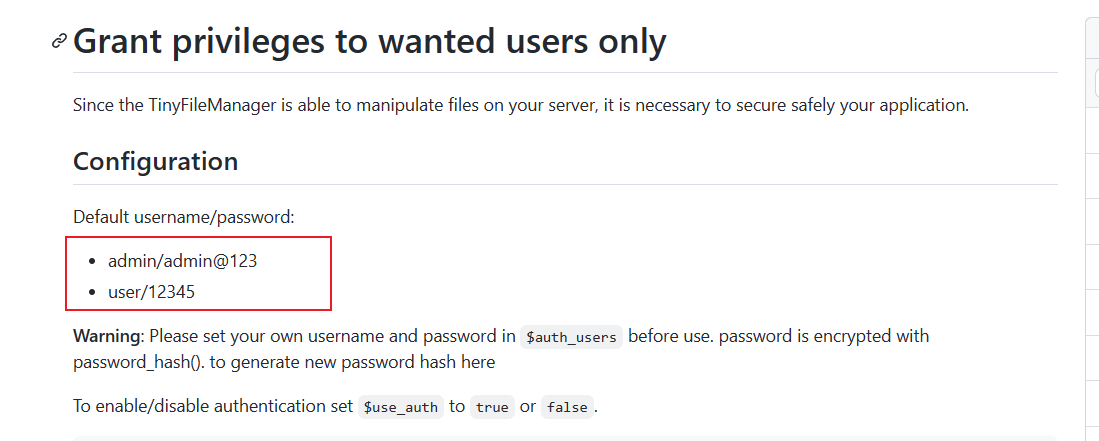 Grant privileges to wanted users only
Since the TinyFileManager is able to manipulate files on your server, it is necessary to secure safely your application.
Configuration
Default username/password:
• admin/admin@123
• user/12345
Warning: Please set your own username and password in $auth_users before use. password is encrypted with
password_hash(). to generate new password hash here
To enable/disable authentication set $use_auth to true or false.